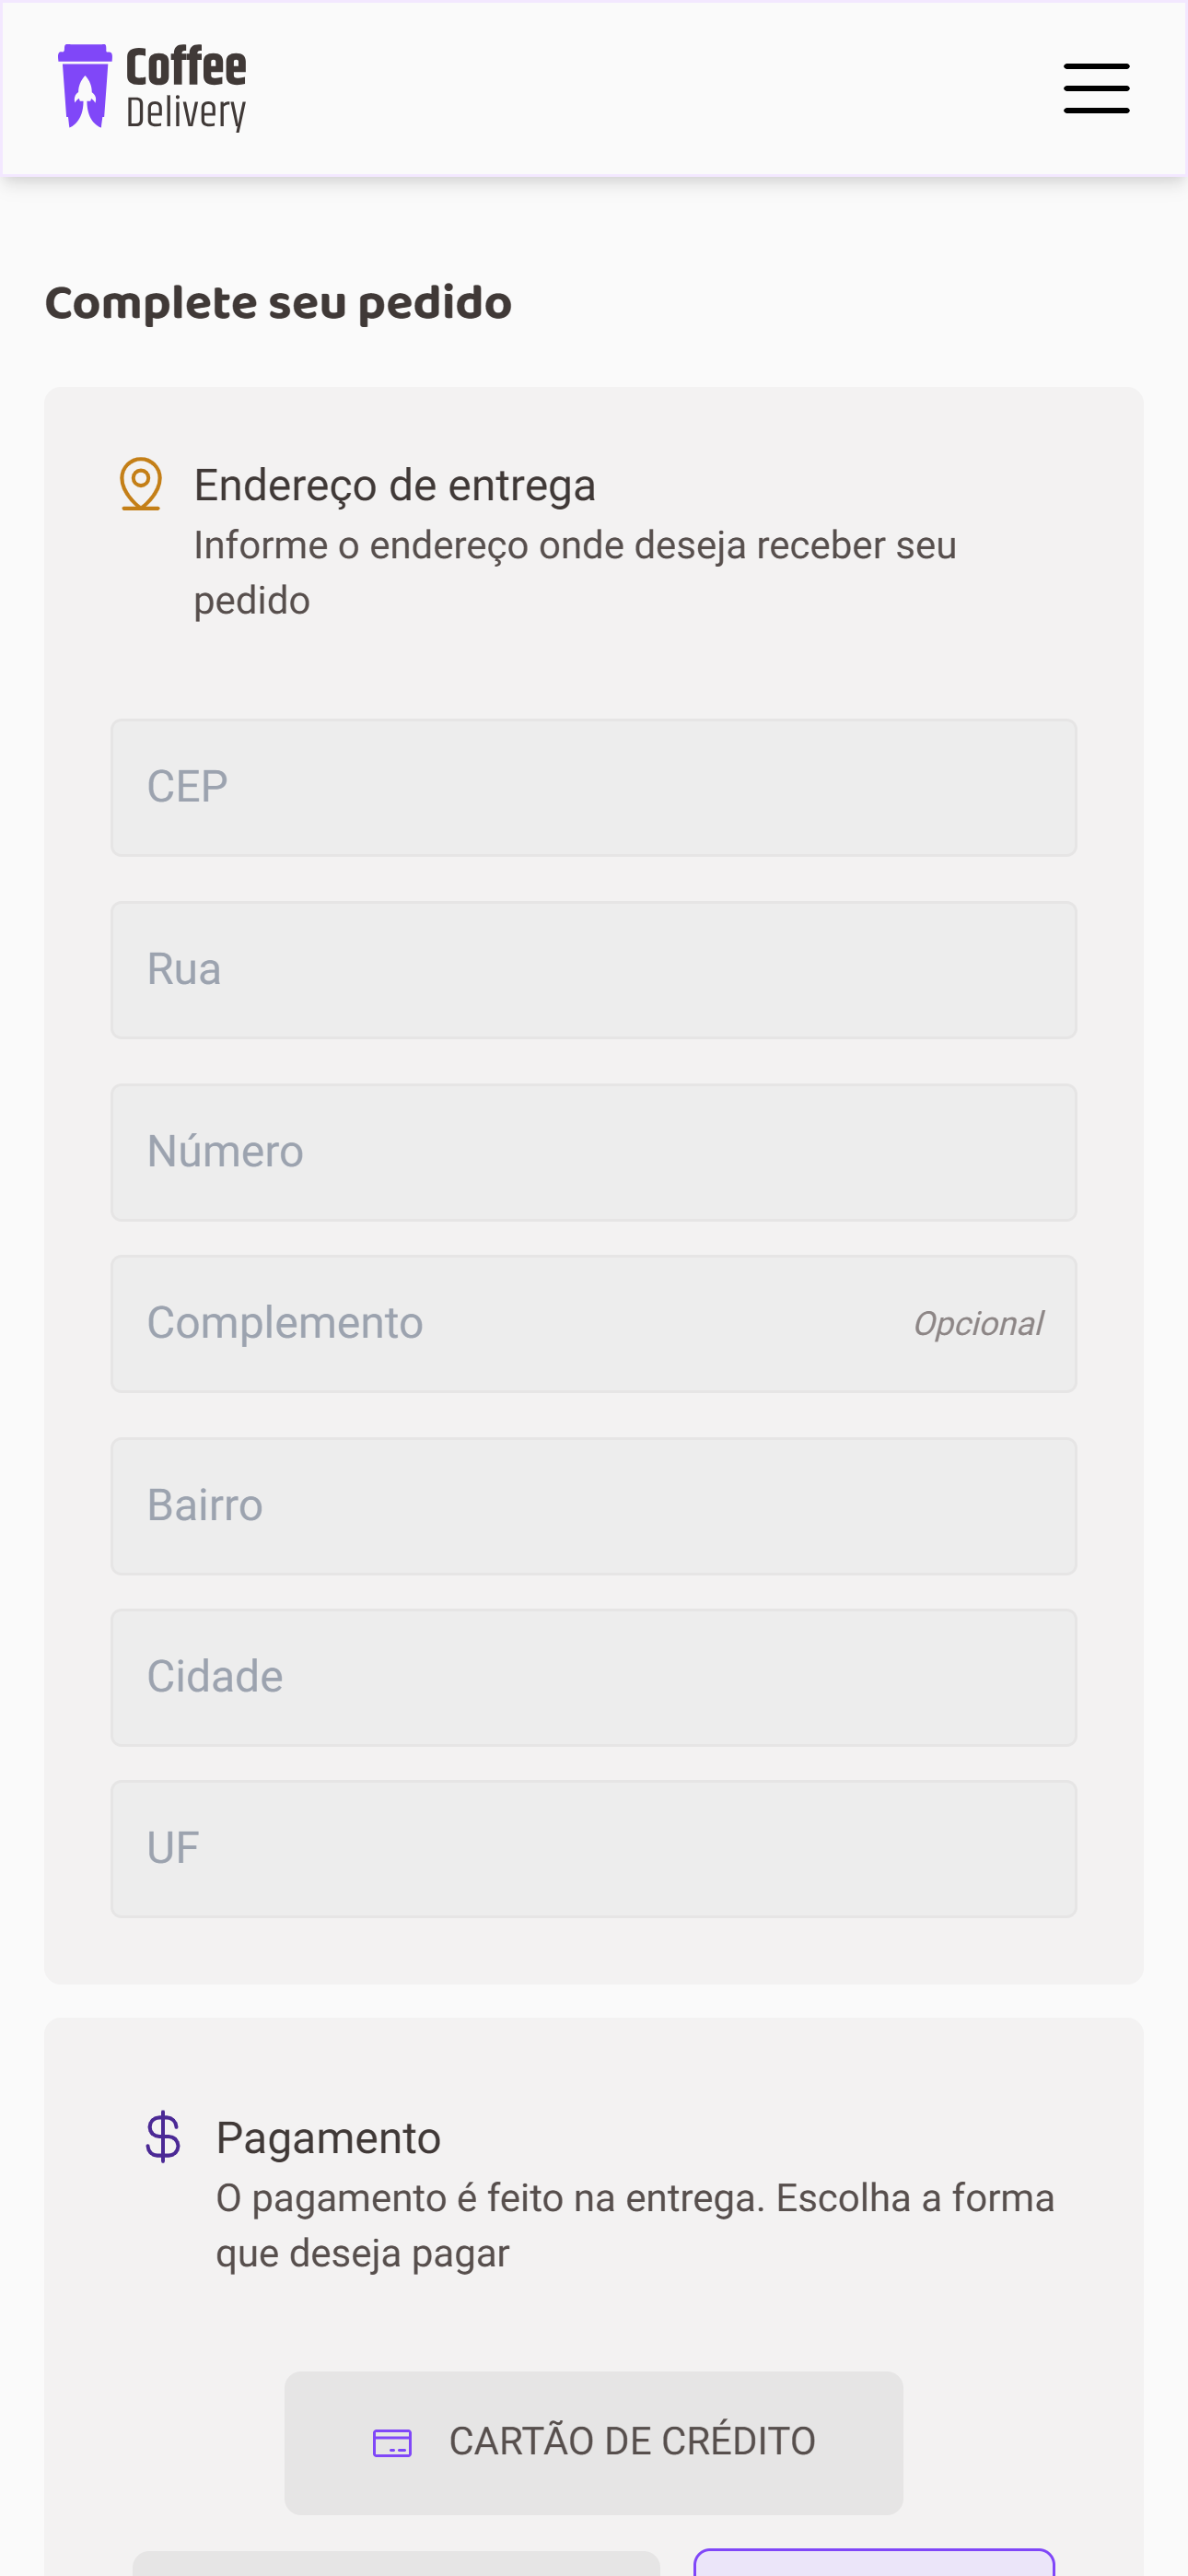 Coffee
Delivery
Complete seu pedido
Endereço de entrega
Informe o endereço onde deseja receber seu
pedido
CEP
Rua
Número
Complemento
Opcional
Bairro
Cidade
UF
Pagamento
O pagamento é feito na entrega. Escolha a forma
que deseja pagar
CARTÃO DE CRÉDITO